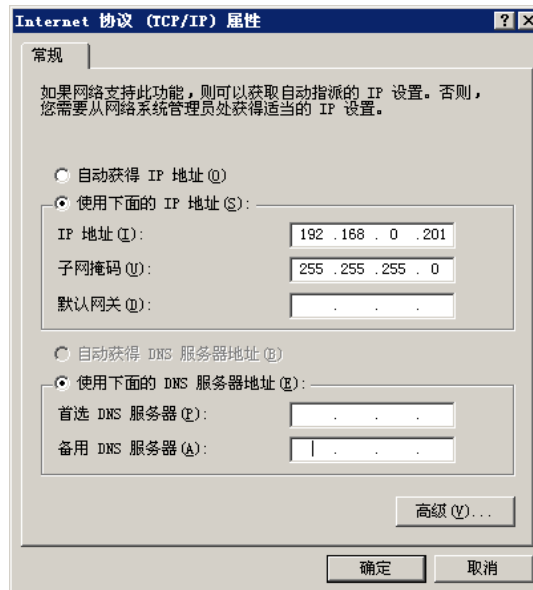 Internet 协议 (TCP/IP) 属性
常规
如果网络支持此功能，则可以获取自动指派的 IP 设置。否则，
您需要从网络系统管理员处获得适当的 IP 设置。
自动获得 IP 地址(O)
使用下面的 IP 地址(S):
IP 地址(I): 192 .168 . 0 .201
子网掩码(U): 255 .255 .255 . 0
默认网关(D): . . .
自动获得 DNS 服务器地址(B)
使用下面的 DNS 服务器地址(E):
首选 DNS 服务器(P): . . .
备用 DNS 服务器(A): . . .
高级(V)...
确定 取消